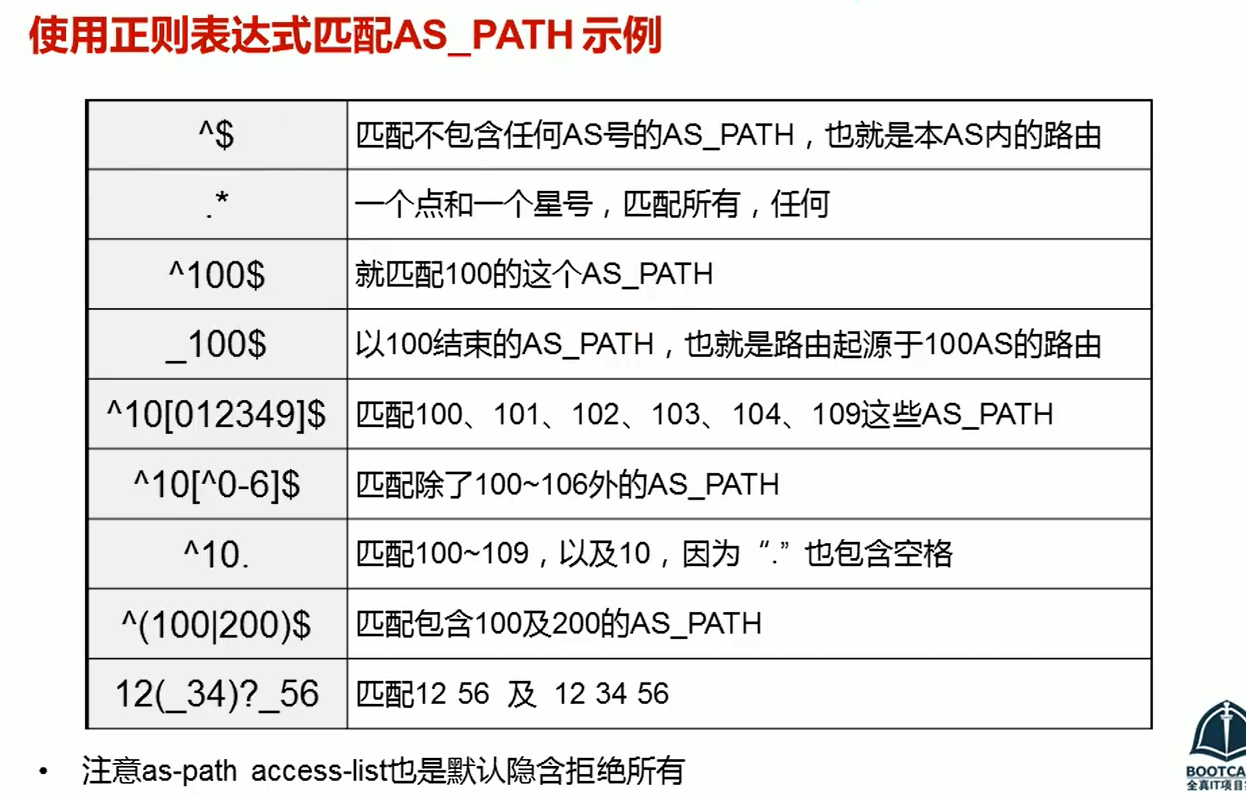 使用正则表达式匹配AS_PATH 示例
^$ 匹配不包含任何AS号的AS_PATH，也就是本AS内的路由
.* 一个点和一个星号，匹配所有，任何
^100$ 就匹配100的这个AS_PATH
_100$ 以100结束的AS_PATH，也就是路由起源于100AS的路由
^10[012349]$ 匹配100、101、102、103、104、109这些AS_PATH
^10[^0-6]$ 匹配除了100~106外的AS_PATH
^10. 匹配100~109，以及10，因为“.”也包含空格
^(100|200)$ 匹配包含100及200的AS_PATH
12(_34)?_56 匹配12 56 及 12 34 56
• 注意as-path access-list也是默认隐含拒绝所有
BOOTCA
全真IT项目